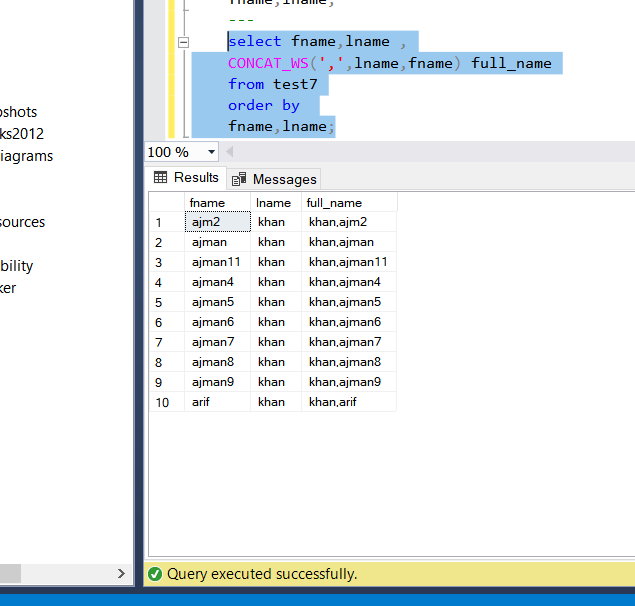 fname,lname;
---
select fname,lname ,
CONCAT_WS(',',lname,fname) full_name
from test7
order by
fname,lname;
pshots
ks2012
iagrams
sources
bility
ker
100 %
Results Messages
fname lname full_name
1 ajm2 khan khan,ajm2
2 ajman khan khan,ajman
3 ajman11 khan khan,ajman11
4 ajman4 khan khan,ajman4
5 ajman5 khan khan,ajman5
6 ajman6 khan khan,ajman6
7 ajman7 khan khan,ajman7
8 ajman8 khan khan,ajman8
9 ajman9 khan khan,ajman9
10 arif khan khan,arif
Query executed successfully.